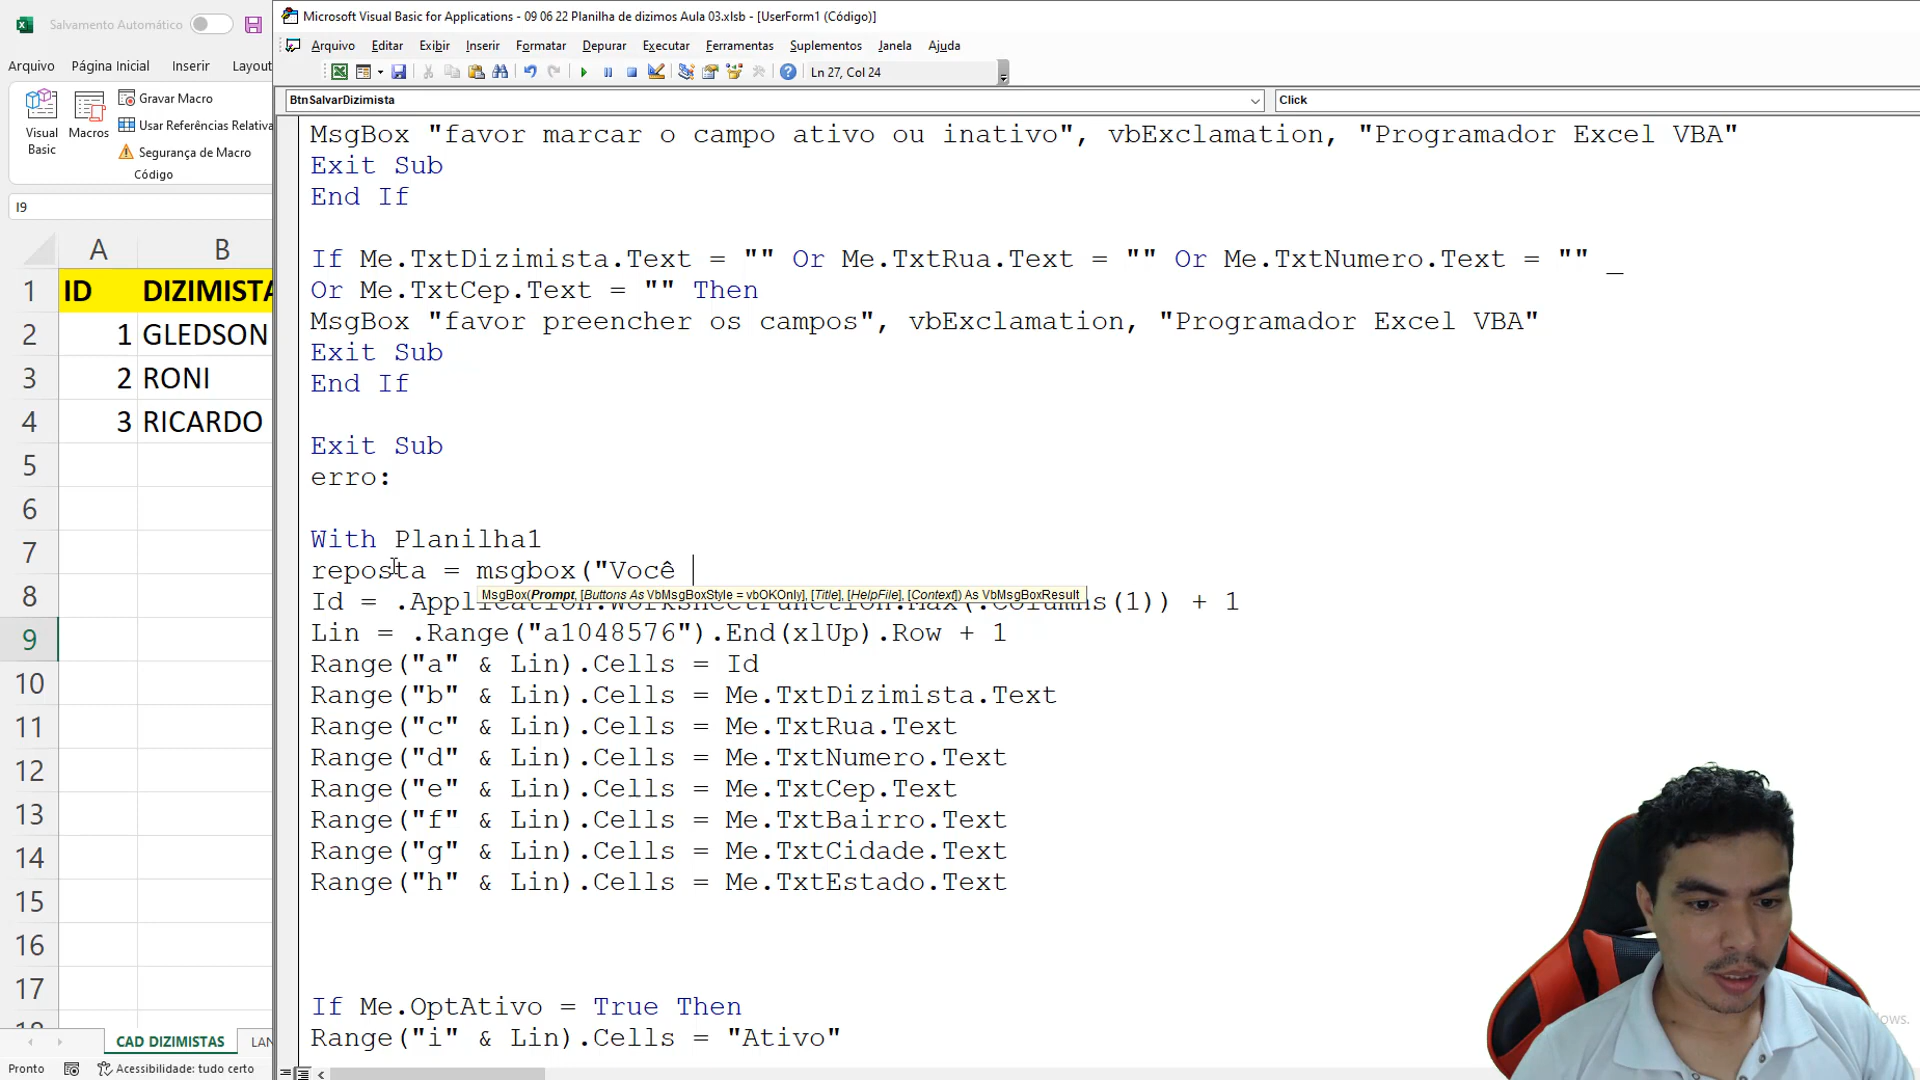 Salvamento Automático
Microsoft Visual Basic for Applications - 09 06 22 Planilha de dizimos Aula 03.xlsb - [UserForm1 (Código)]
Arquivo Página Inicial Inserir Layout
Arquivo Editar Exibir Inserir Formatar Depurar Executar Ferramentas Suplementos Janela Ajuda
Ln 27, Col 24
Visual Basic
Macros
Gravar Macro
Usar Referências Relativa
Segurança de Macro
Código
BtnSalvarDizimista
Click
I9
A B
1 ID DIZIMISTA
2 1 GLEDSON
3 2 RONI
4 3 RICARDO
5
6
7
8
9
10
11
12
13
14
15
16
17
MsgBox "favor marcar o campo ativo ou inativo", vbExclamation, "Programador Excel VBA"
Exit Sub
End If
If Me.TxtDizimista.Text = "" Or Me.TxtRua.Text = "" Or Me.TxtNumero.Text = "" _
Or Me.TxtCep.Text = "" Then
MsgBox "favor preencher os campos", vbExclamation, "Programador Excel VBA"
Exit Sub
End If
Exit Sub
erro:
With Planilha1
reposta = msgbox("Você
MsgBox(Prompt, [Buttons As VbMsgBoxStyle = vbOKOnly], [Title], [HelpFile], [Context]) As VbMsgBoxResult
Id = .Application.WorksheetFunction.Max(.Columns(1)) + 1
Lin = .Range("a1048576").End(xlUp).Row + 1
Range("a" & Lin).Cells = Id
Range("b" & Lin).Cells = Me.TxtDizimista.Text
Range("c" & Lin).Cells = Me.TxtRua.Text
Range("d" & Lin).Cells = Me.TxtNumero.Text
Range("e" & Lin).Cells = Me.TxtCep.Text
Range("f" & Lin).Cells = Me.TxtBairro.Text
Range("g" & Lin).Cells = Me.TxtCidade.Text
Range("h" & Lin).Cells = Me.TxtEstado.Text
If Me.OptAtivo = True Then
Range("i" & Lin).Cells = "Ativo"
CAD DIZIMISTAS LAN
Pronto Acessibilidade: tudo certo